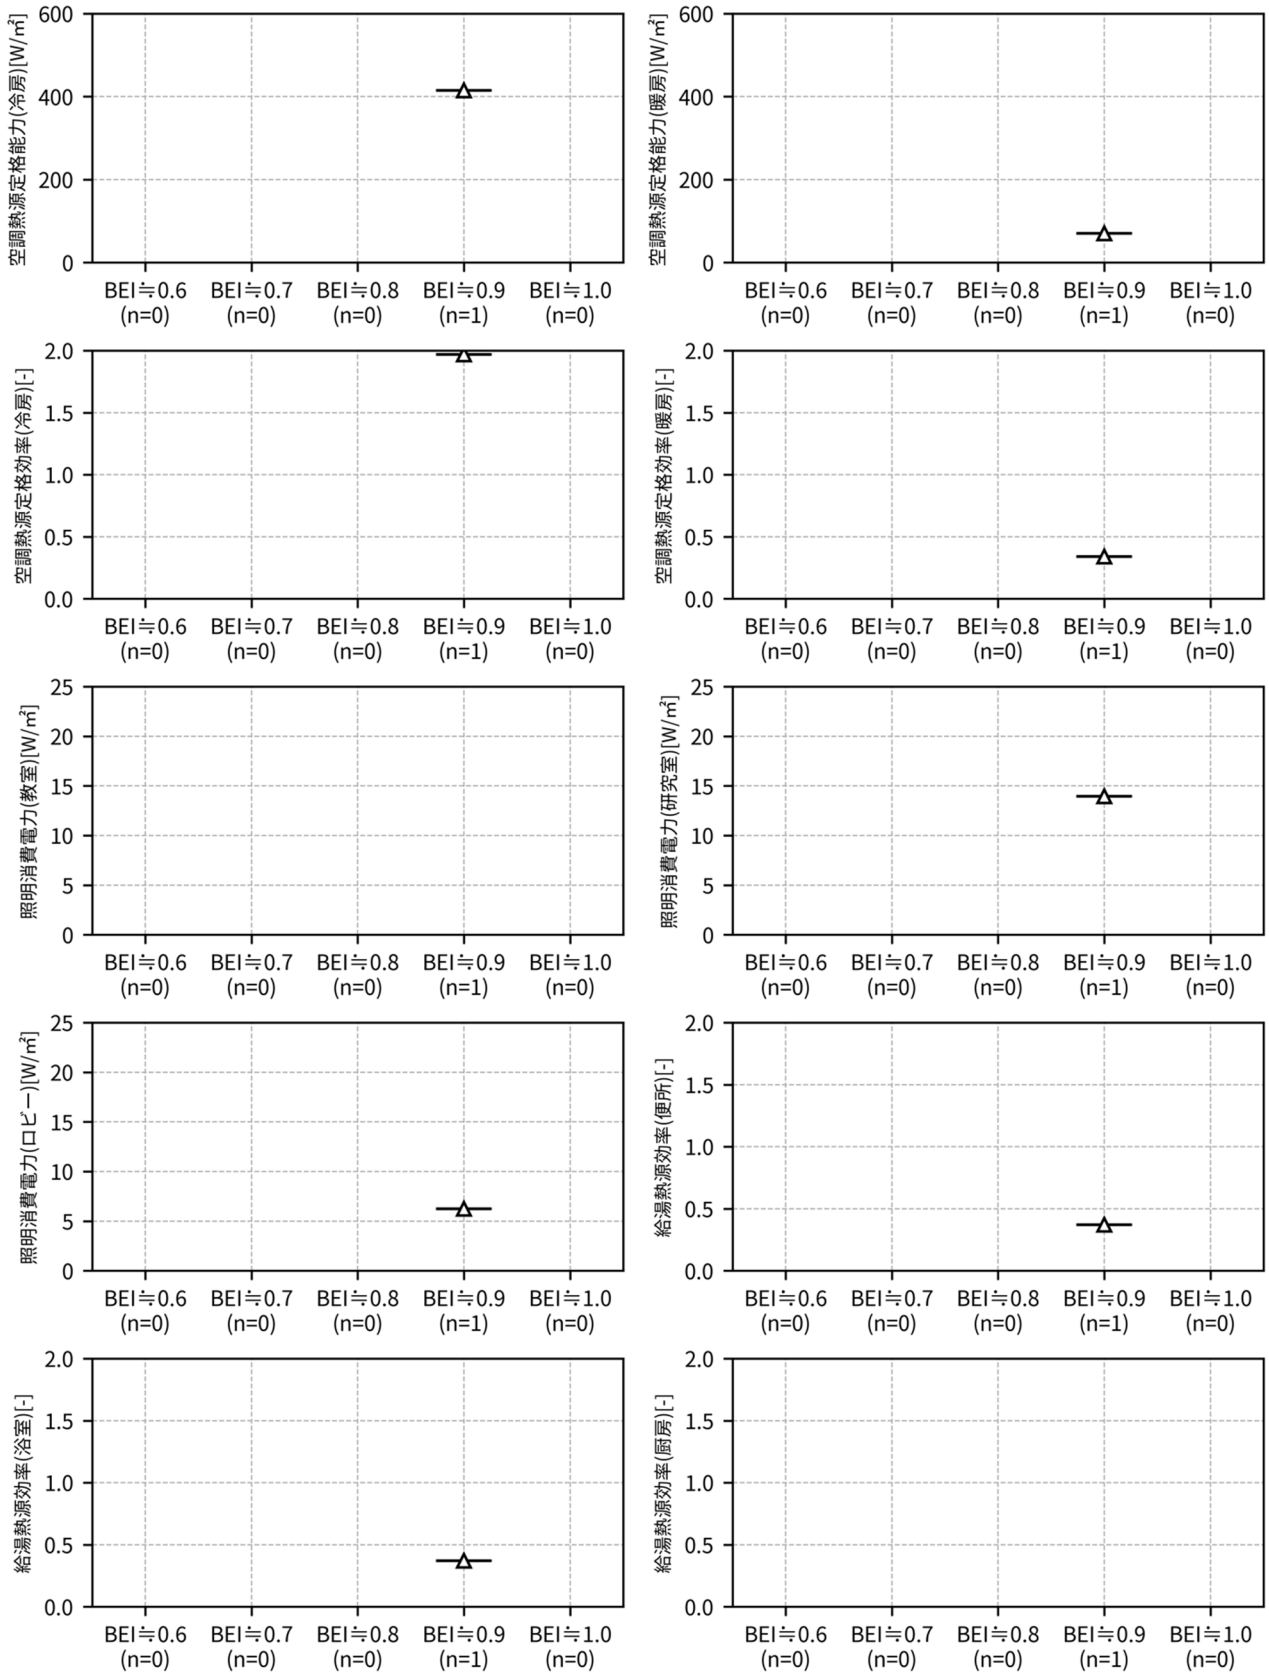 空調熱源定格能力(冷房)[W/㎡]
600
400
200
0
BEI≒0.6 BEI≒0.7 BEI≒0.8 BEI≒0.9 BEI≒1.0
(n=0) (n=0) (n=0) (n=1) (n=0)
空調熱源定格能力(暖房)[W/㎡]
600
400
200
0
BEI≒0.6 BEI≒0.7 BEI≒0.8 BEI≒0.9 BEI≒1.0
(n=0) (n=0) (n=0) (n=1) (n=0)
空調熱源定格効率(冷房)[-]
2.0
1.5
1.0
0.5
0.0
BEI≒0.6 BEI≒0.7 BEI≒0.8 BEI≒0.9 BEI≒1.0
(n=0) (n=0) (n=0) (n=1) (n=0)
空調熱源定格効率(暖房)[-]
2.0
1.5
1.0
0.5
0.0
BEI≒0.6 BEI≒0.7 BEI≒0.8 BEI≒0.9 BEI≒1.0
(n=0) (n=0) (n=0) (n=1) (n=0)
照明消費電力(教室)[W/㎡]
25
20
15
10
5
0
BEI≒0.6 BEI≒0.7 BEI≒0.8 BEI≒0.9 BEI≒1.0
(n=0) (n=0) (n=0) (n=1) (n=0)
照明消費電力(研究室)[W/㎡]
25
20
15
10
5
0
BEI≒0.6 BEI≒0.7 BEI≒0.8 BEI≒0.9 BEI≒1.0
(n=0) (n=0) (n=0) (n=1) (n=0)
照明消費電力(ロビー)[W/㎡]
25
20
15
10
5
0
BEI≒0.6 BEI≒0.7 BEI≒0.8 BEI≒0.9 BEI≒1.0
(n=0) (n=0) (n=0) (n=1) (n=0)
給湯熱源効率(便所)[-]
2.0
1.5
1.0
0.5
0.0
BEI≒0.6 BEI≒0.7 BEI≒0.8 BEI≒0.9 BEI≒1.0
(n=0) (n=0) (n=0) (n=1) (n=0)
給湯熱源効率(浴室)[-]
2.0
1.5
1.0
0.5
0.0
BEI≒0.6 BEI≒0.7 BEI≒0.8 BEI≒0.9 BEI≒1.0
(n=0) (n=0) (n=0) (n=1) (n=0)
給湯熱源効率(厨房)[-]
2.0
1.5
1.0
0.5
0.0
BEI≒0.6 BEI≒0.7 BEI≒0.8 BEI≒0.9 BEI≒1.0
(n=0) (n=0) (n=0) (n=1) (n=0)